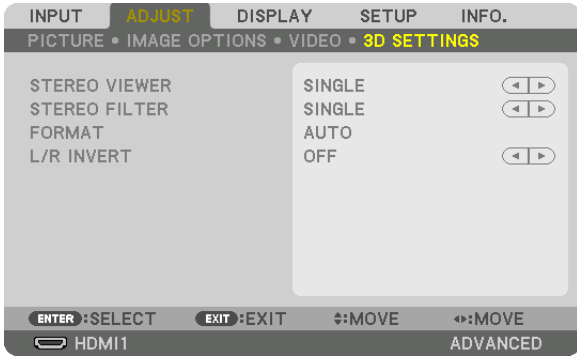 INPUT ADJUST DISPLAY SETUP INFO.
PICTURE • IMAGE OPTIONS • VIDEO • 3D SETTINGS
STEREO VIEWER SINGLE
STEREO FILTER SINGLE
FORMAT AUTO
L/R INVERT OFF
ENTER :SELECT EXIT :EXIT :MOVE :MOVE
HDMI1 ADVANCED